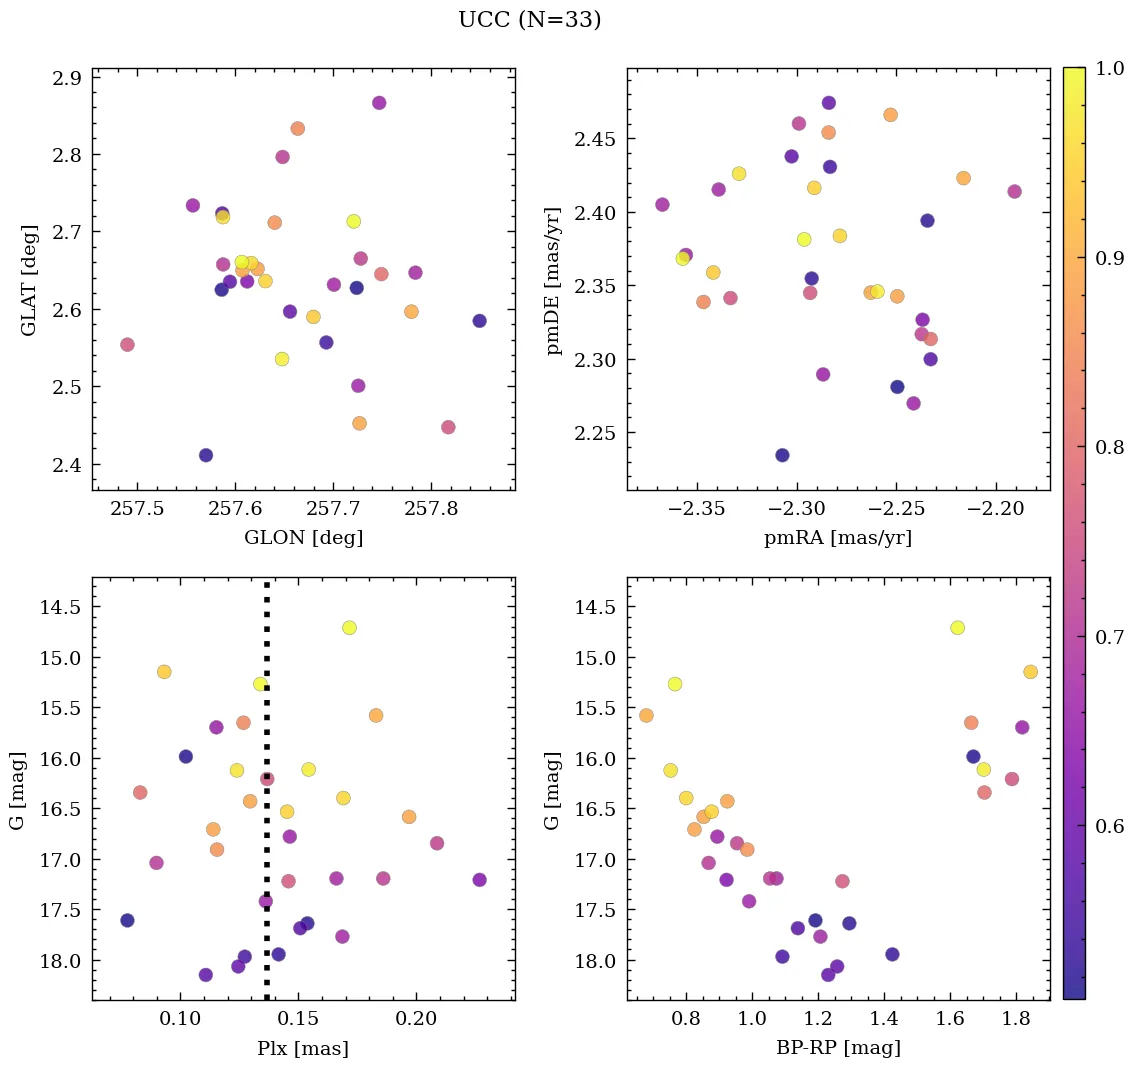 UCC (N=33)
2.9
2.8
2.7
2.6
2.5
2.4
GLAT [deg]
257.5 257.6 257.7 257.8
GLON [deg]
2.45
2.40
2.35
2.30
2.25
pmDE [mas/yr]
−2.35 −2.30 −2.25 −2.20
pmRA [mas/yr]
14.5
15.0
15.5
16.0
16.5
17.0
17.5
18.0
G [mag]
0.10 0.15 0.20
Plx [mas]
14.5
15.0
15.5
16.0
16.5
17.0
17.5
18.0
G [mag]
0.8 1.0 1.2 1.4 1.6 1.8
BP-RP [mag]
1.0
0.9
0.8
0.7
0.6